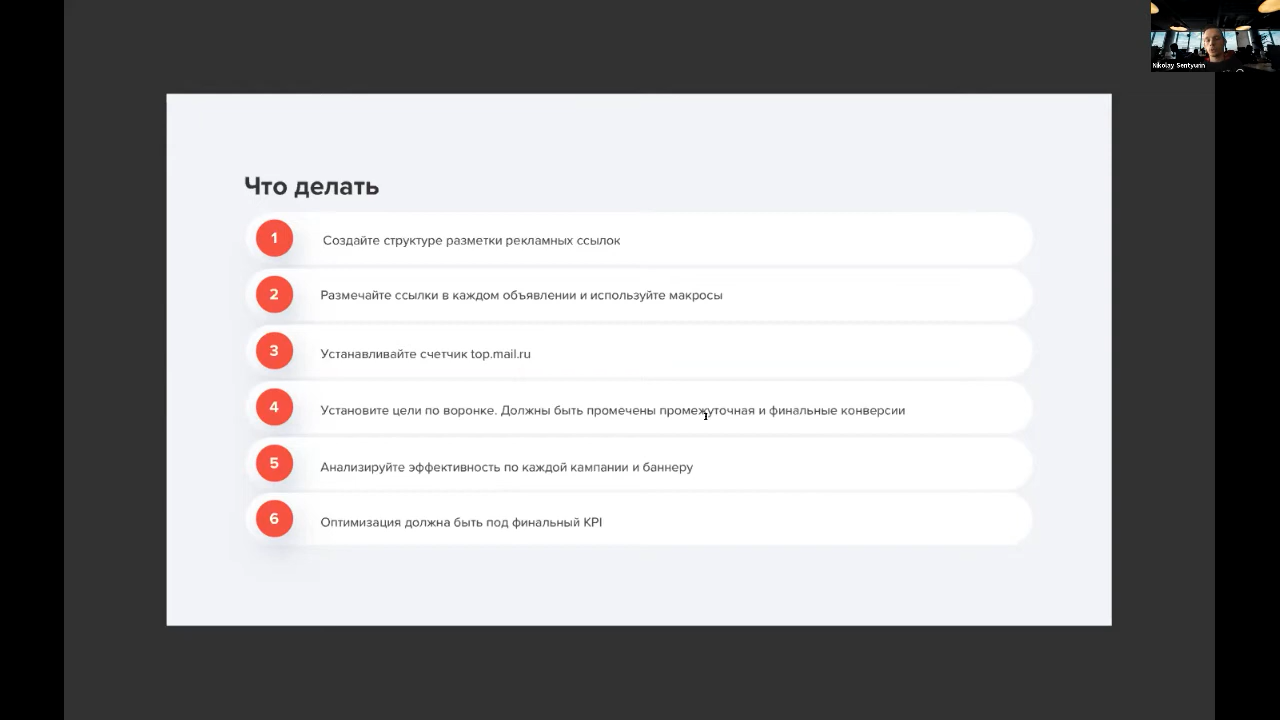 Nikolay Sentyurin
Что делать
1 Создайте структуре разметки рекламных ссылок
2 Размечайте ссылки в каждом объявлении и используйте макросы
3 Устанавливайте счетчик top.mail.ru
4 Установите цели по воронке. Должны быть промечены промежуточная и финальные конверсии
5 Анализируйте эффективность по каждой кампании и баннеру
6 Оптимизация должна быть под финальный KPI